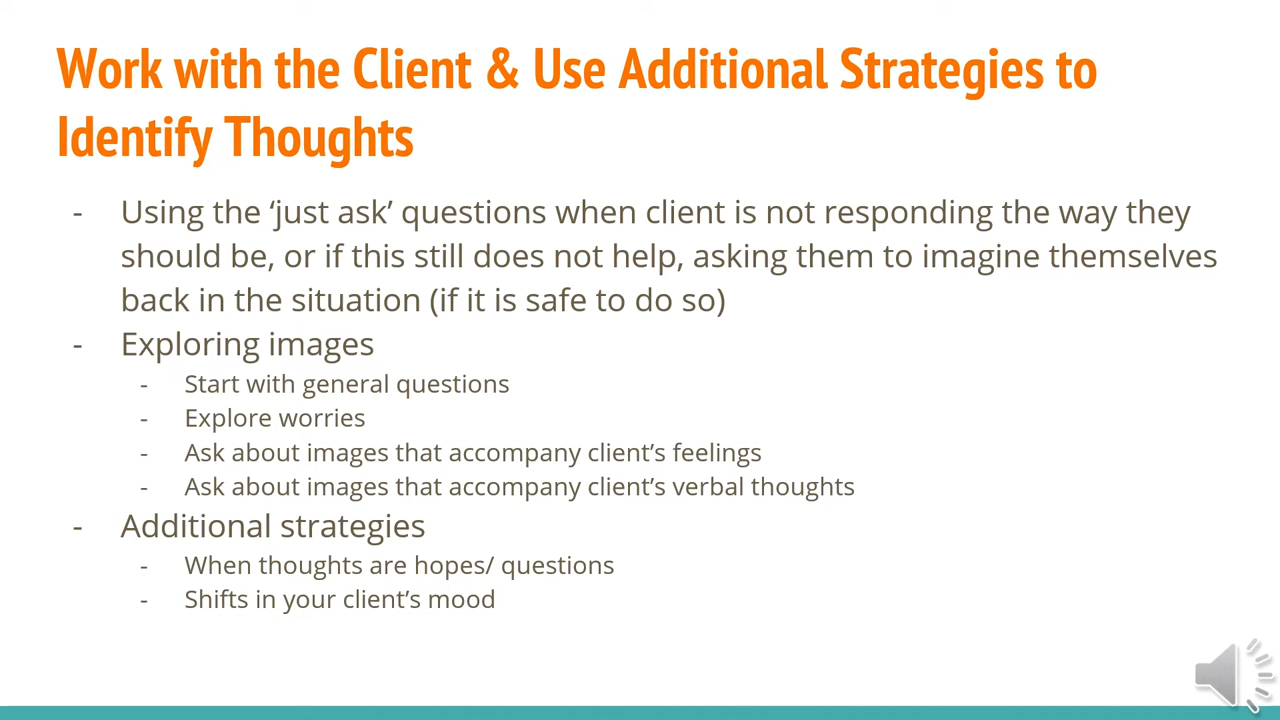 Work with the Client & Use Additional Strategies to
Identify Thoughts
- Using the ‘just ask’ questions when client is not responding the way they
should be, or if this still does not help, asking them to imagine themselves
back in the situation (if it is safe to do so)
- Exploring images
- Start with general questions
- Explore worries
- Ask about images that accompany client’s feelings
- Ask about images that accompany client’s verbal thoughts
- Additional strategies
- When thoughts are hopes/ questions
- Shifts in your client’s mood